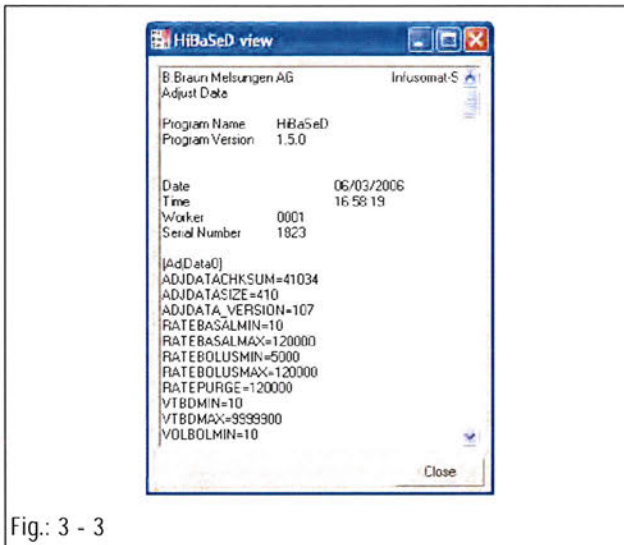 HiBaSeD view
B.Braun Melsungen AG Infusomat-S
Adjust Data
Program Name HiBaSeD
Program Version 1.5.0
Date 06/03/2006
Time 16:58:19
Worker 0001
Serial Number 1823
[AdjData0]
ADJDATACHKSUM=41034
ADJDATASIZE=410
ADJDATA_VERSION=107
RATEBASALMIN=10
RATEBASALMAX=120000
RATEBOLUSMIN=5000
RATEBOLUSMAX=120000
RATEPURGE=120000
VTBDMIN=10
VTBDMAX=9999900
VOLBOLMIN=10
Close
Fig.: 3 - 3